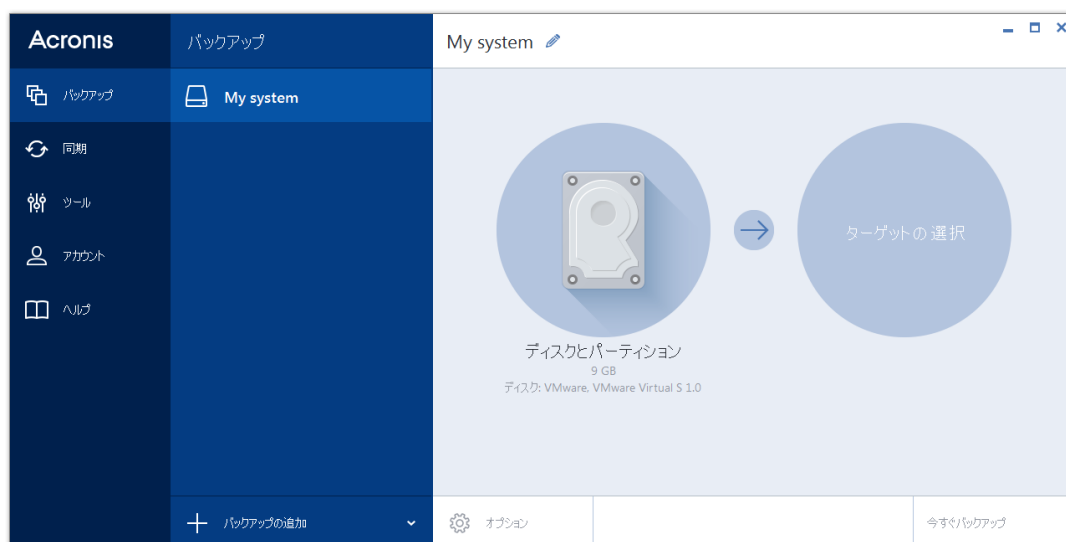 Acronis
バックアップ
同期
ツール
アカウント
ヘルプ
バックアップ
My system
バックアップの追加
My system
ディスクとパーティション
9 GB
ディスク: VMware, VMware Virtual S 1.0
ターゲットの選択
オプション
今すぐバックアップ